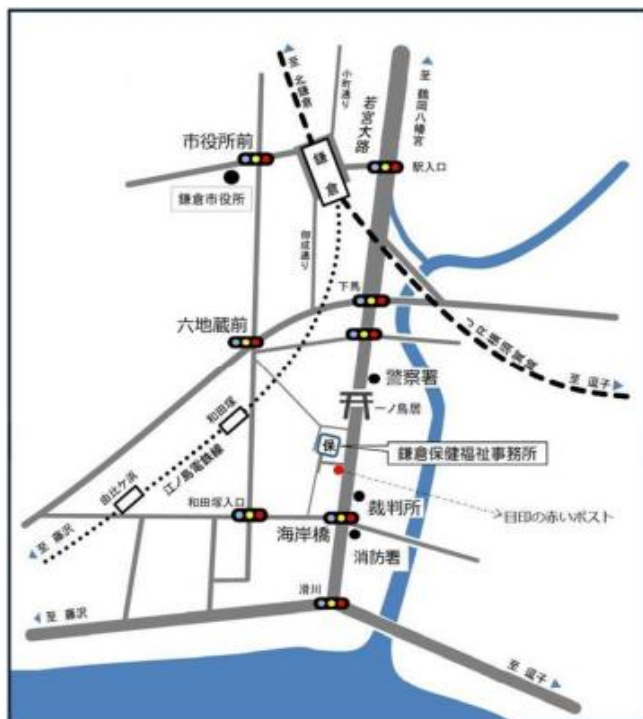 至 北鎌倉
小町通り
若宮大路
至 鶴岡八幡宮
市役所前
鎌倉
駅入口
鎌倉市役所
御成通り
下馬
六地蔵前
JR横須賀線
至 逗子
警察署
一ノ鳥居
和田塚
保
鎌倉保健福祉事務所
江ノ島電鉄線
由比ケ浜
和田塚入口
裁判所
目印の赤いポスト
海岸橋
消防署
至 藤沢
滑川
至 藤沢
至 逗子